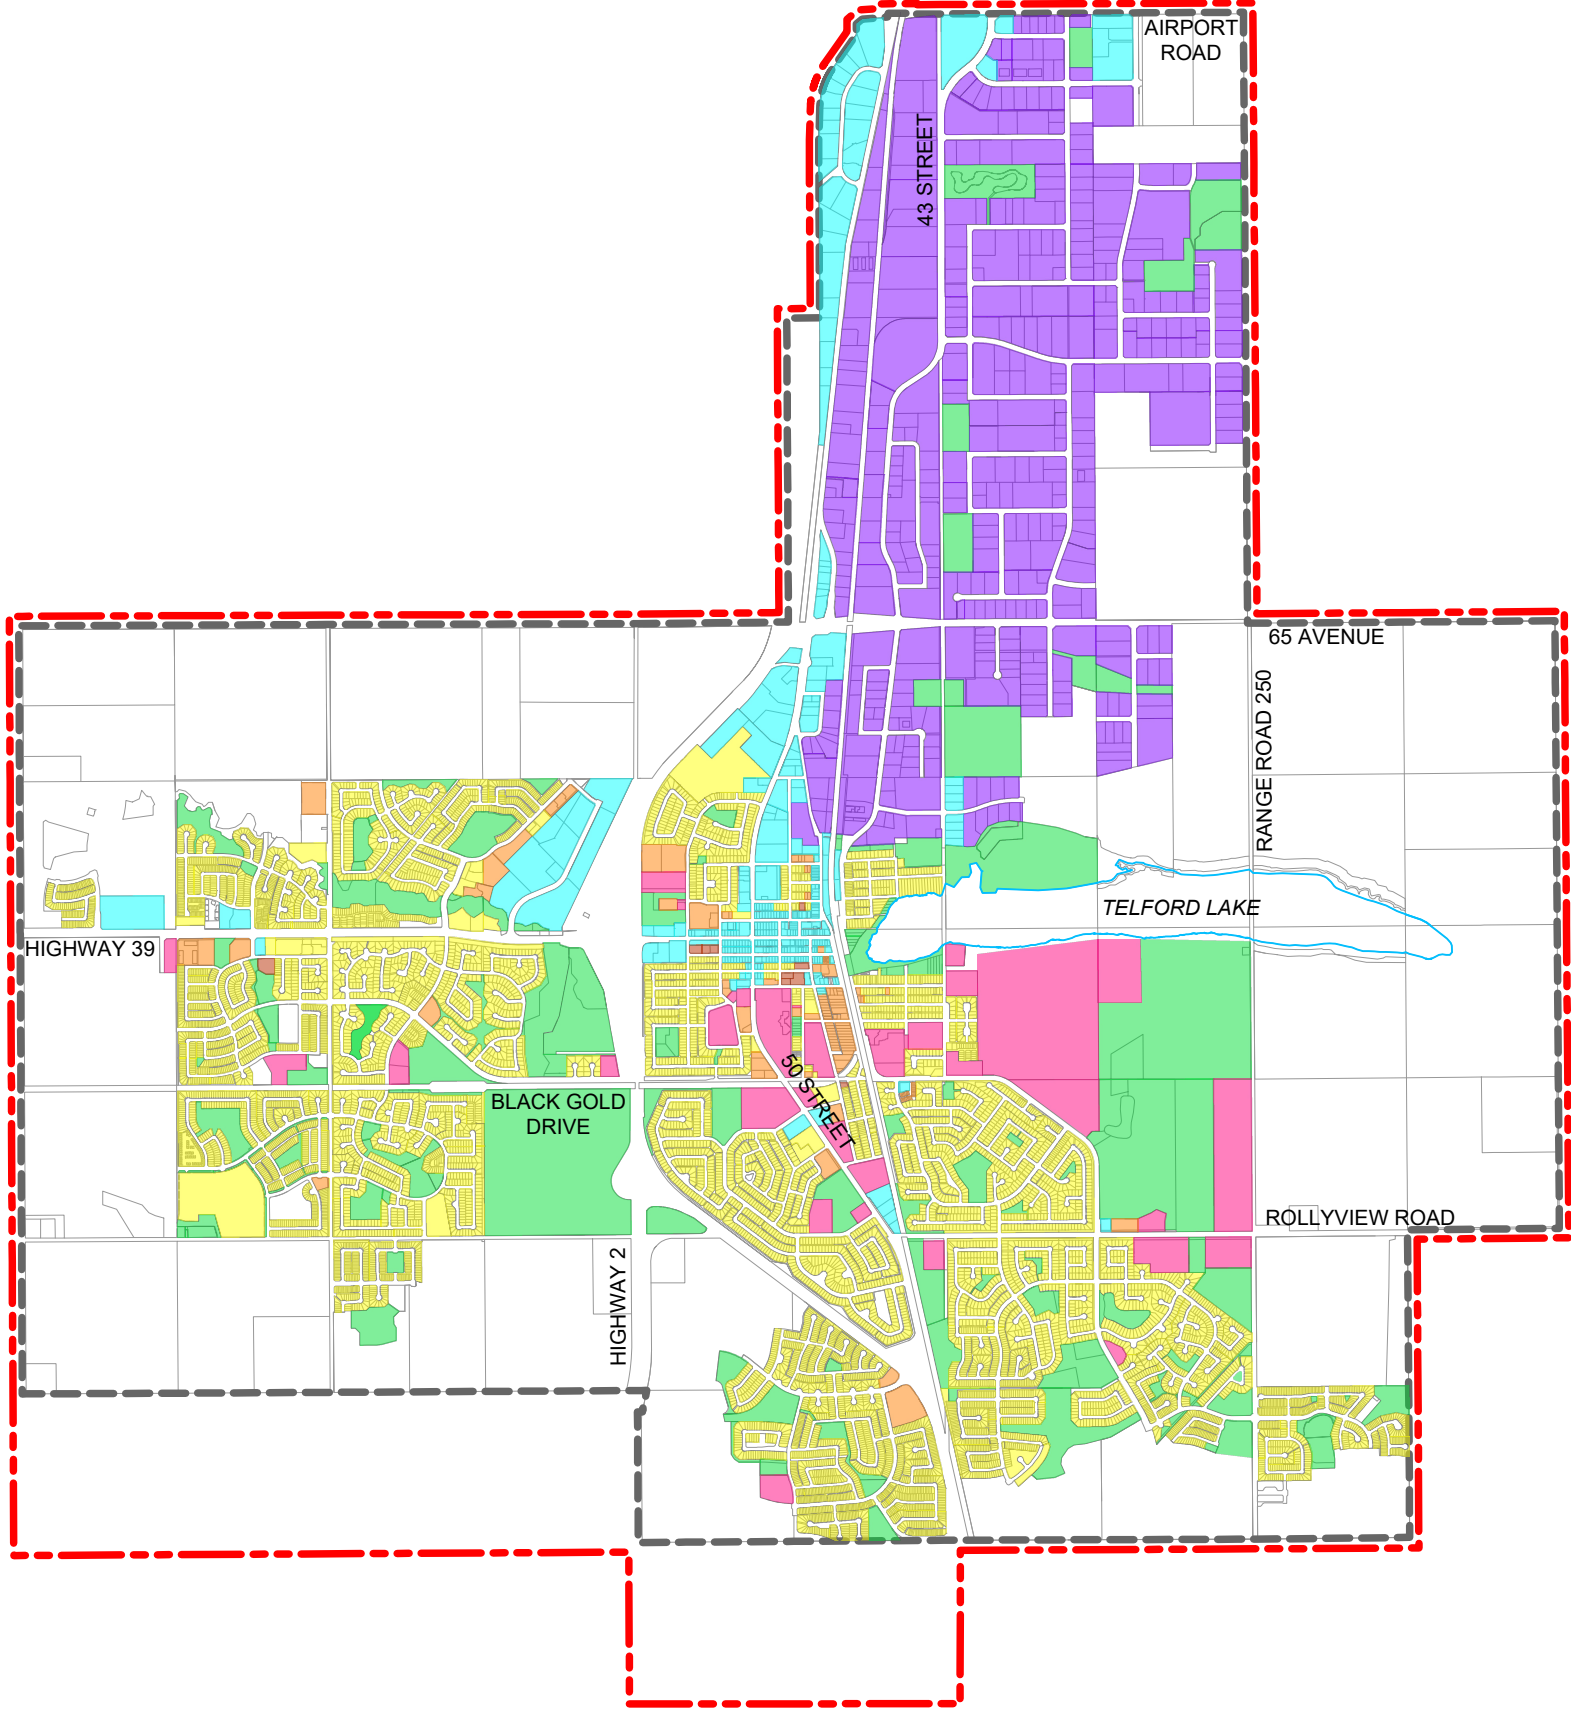 AIRPORT
ROAD
43 STREET
65 AVENUE
RANGE ROAD 250
TELFORD LAKE
HIGHWAY 39
50 STREET
BLACK GOLD
DRIVE
ROLLYVIEW ROAD
HIGHWAY 2